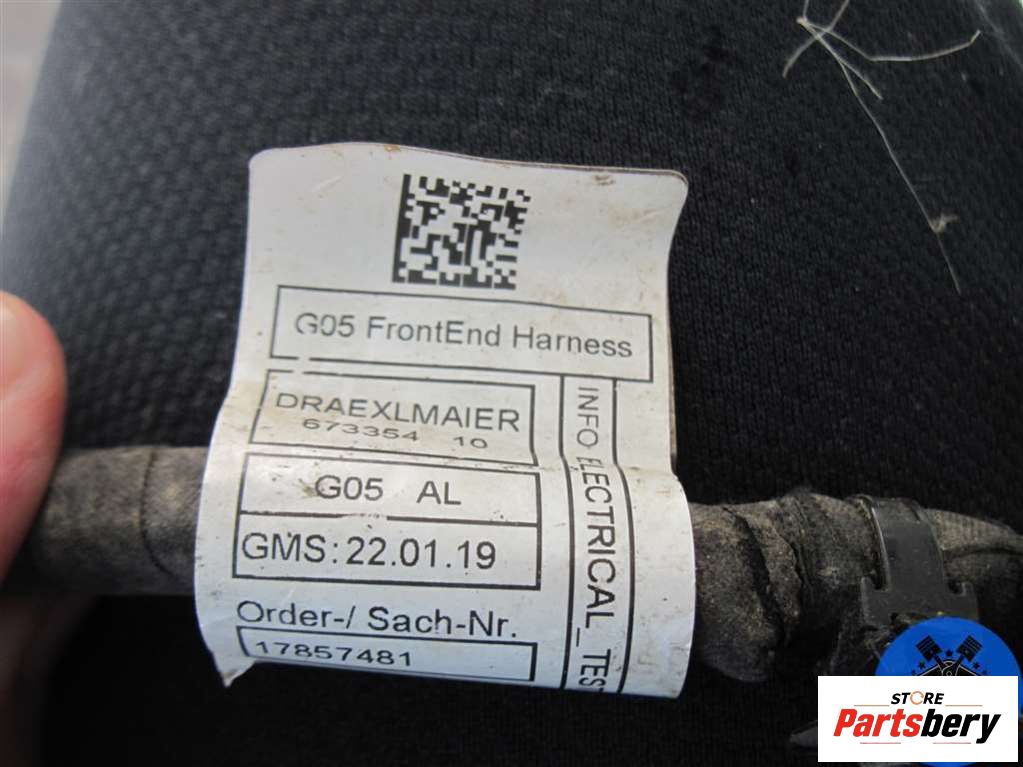 G05 FrontEnd Harness
DRAEXLMAIER
673354 10
INFO ELECTRICAL_TEST
G05 AL
GMS: 22.01.19
Order-/ Sach-Nr.
17857481
STORE
Partsbery